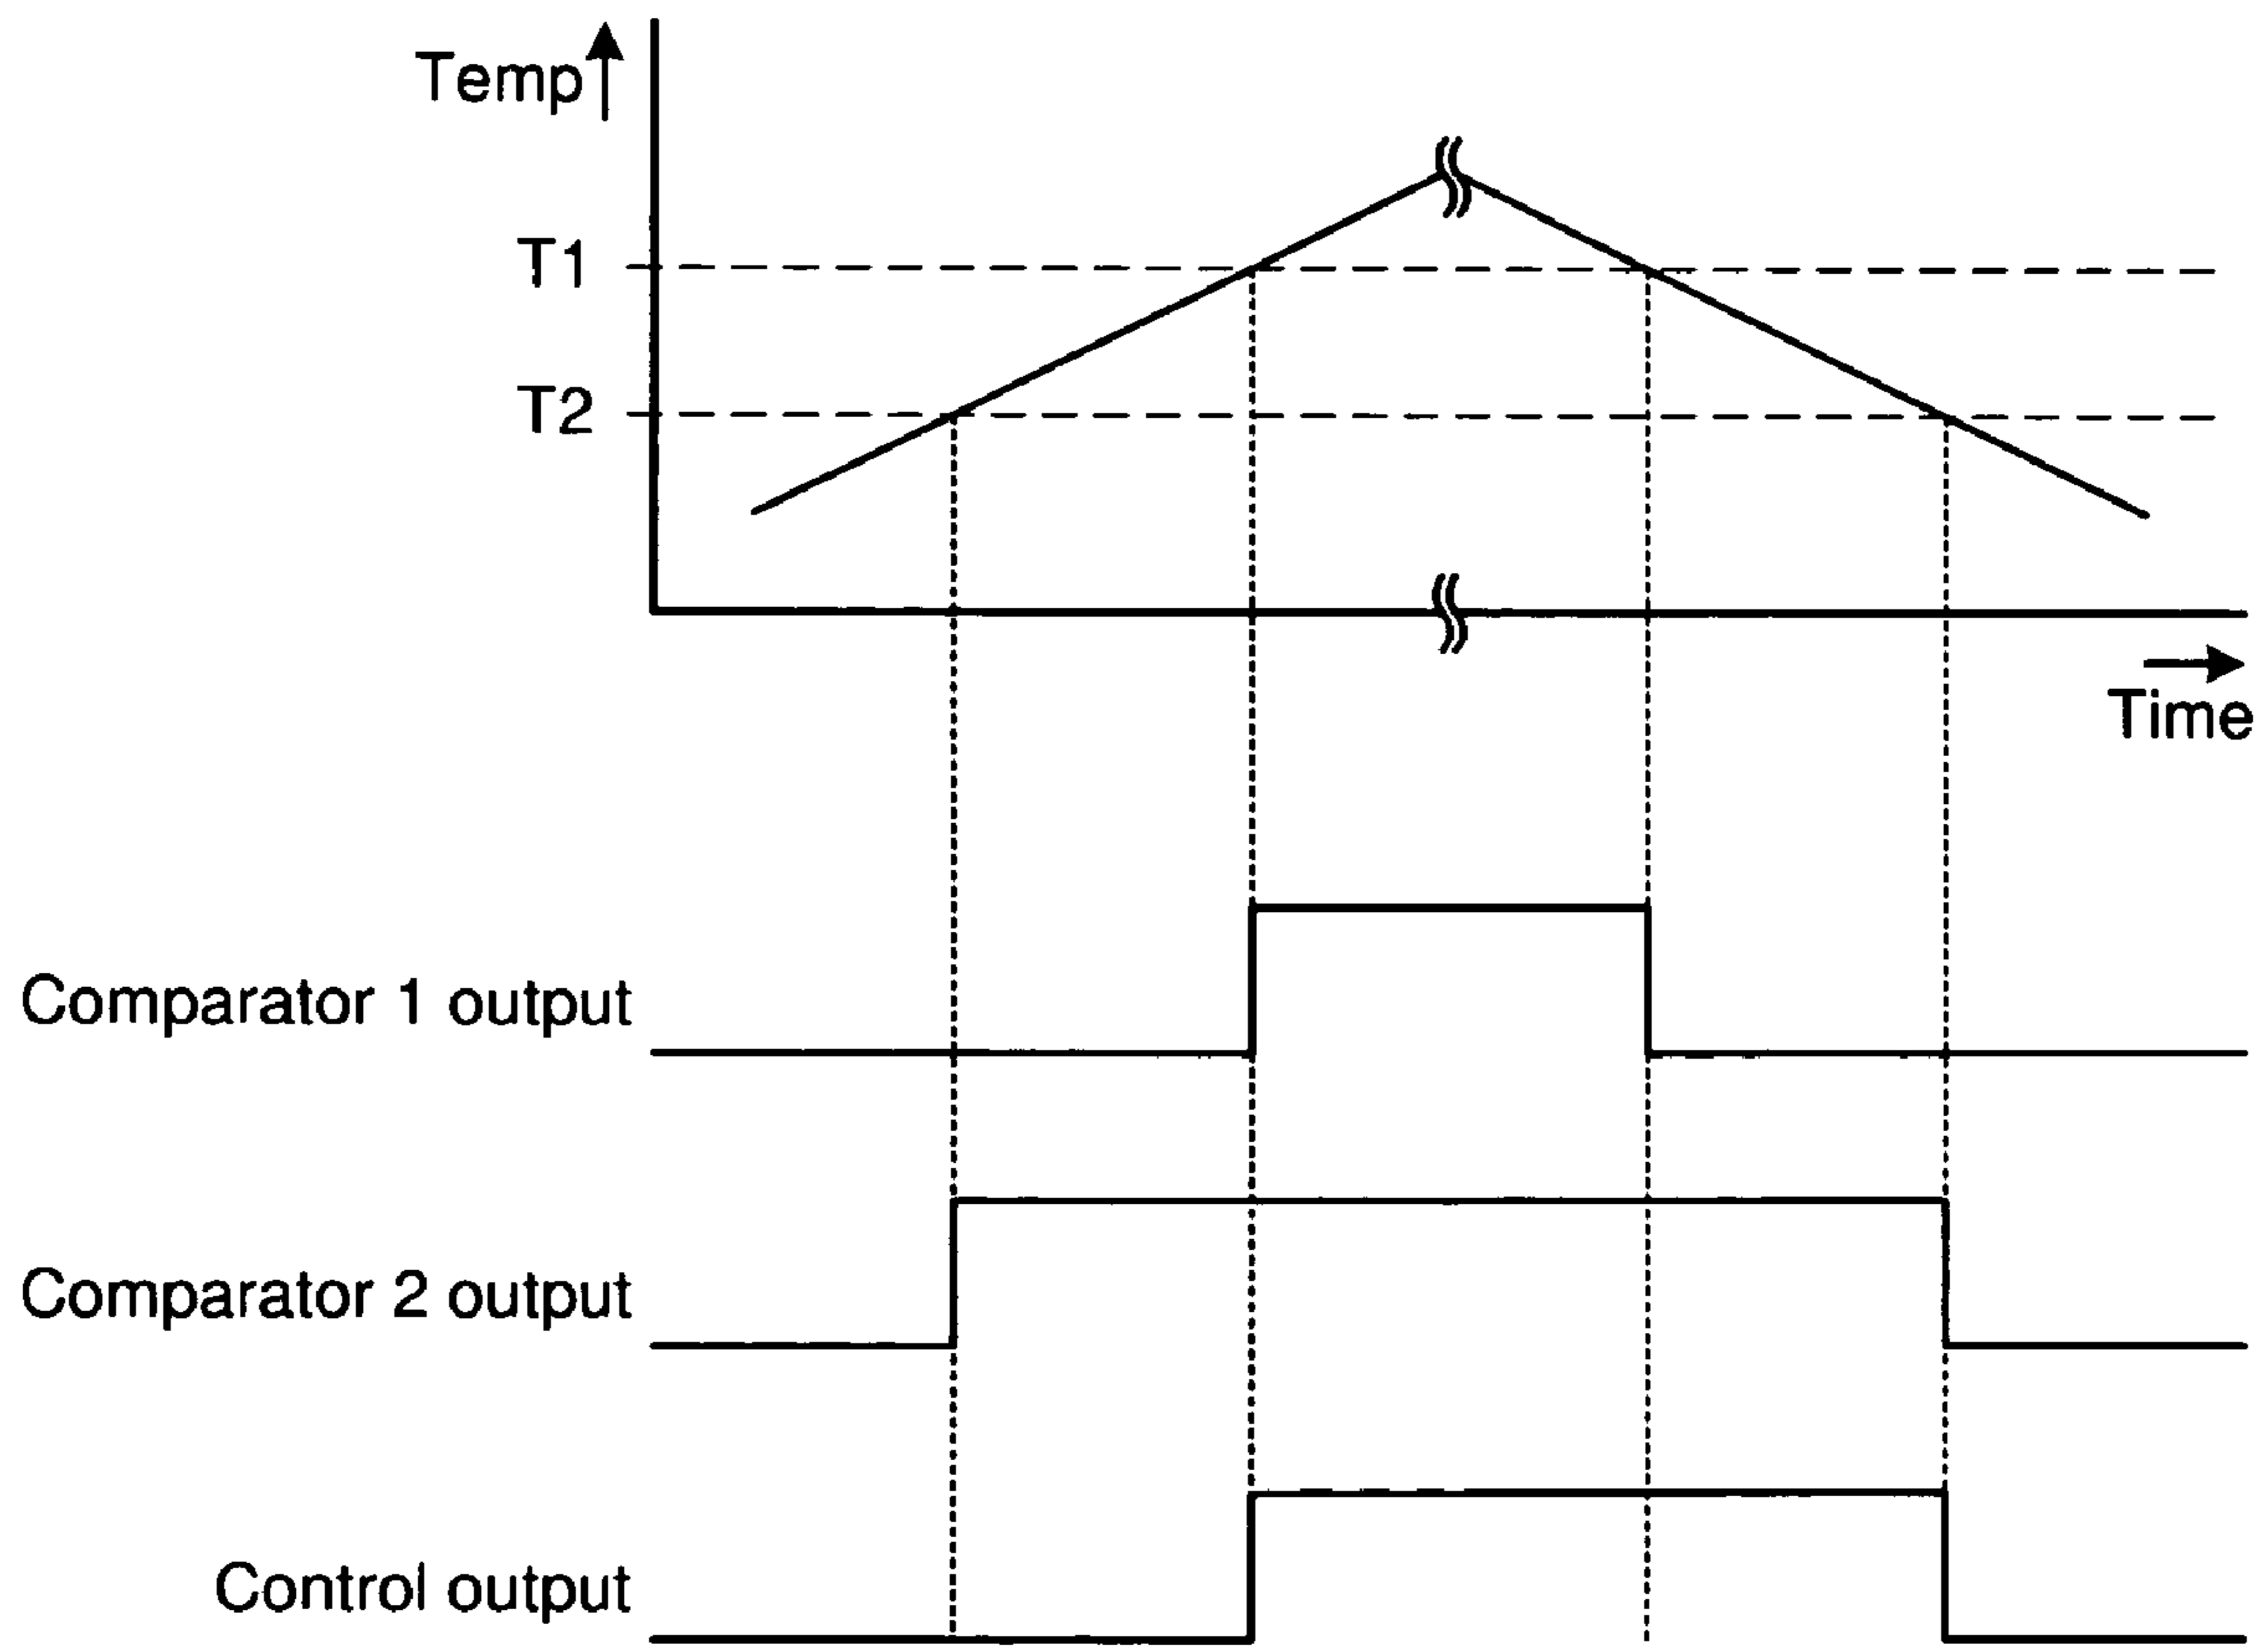 Temp
T1
T2
Time
Comparator 1 output
Comparator 2 output
Control output